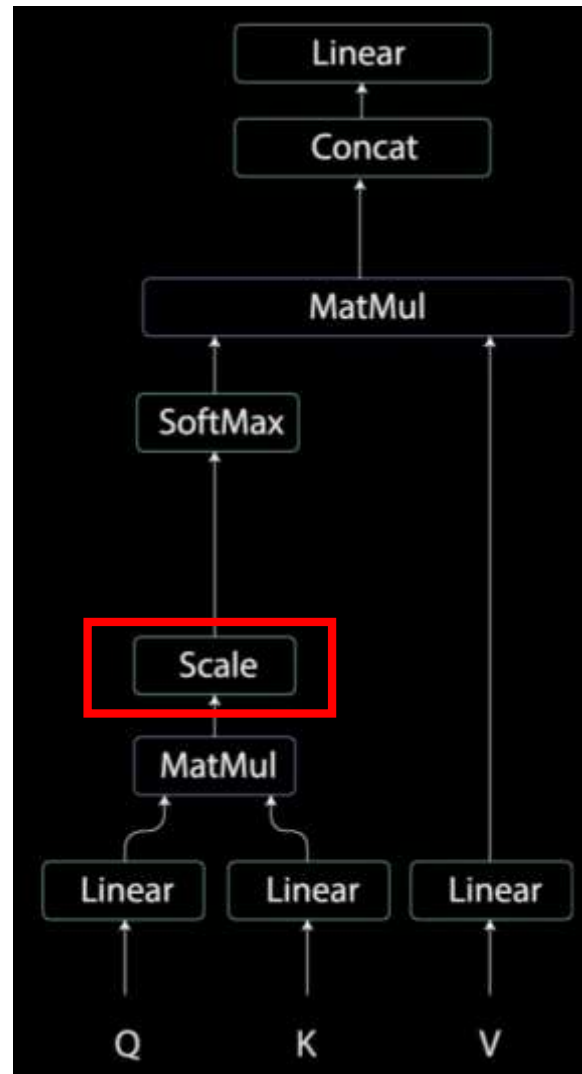 Linear
Concat
MatMul
SoftMax
Scale
MatMul
Linear Linear Linear
Q K V